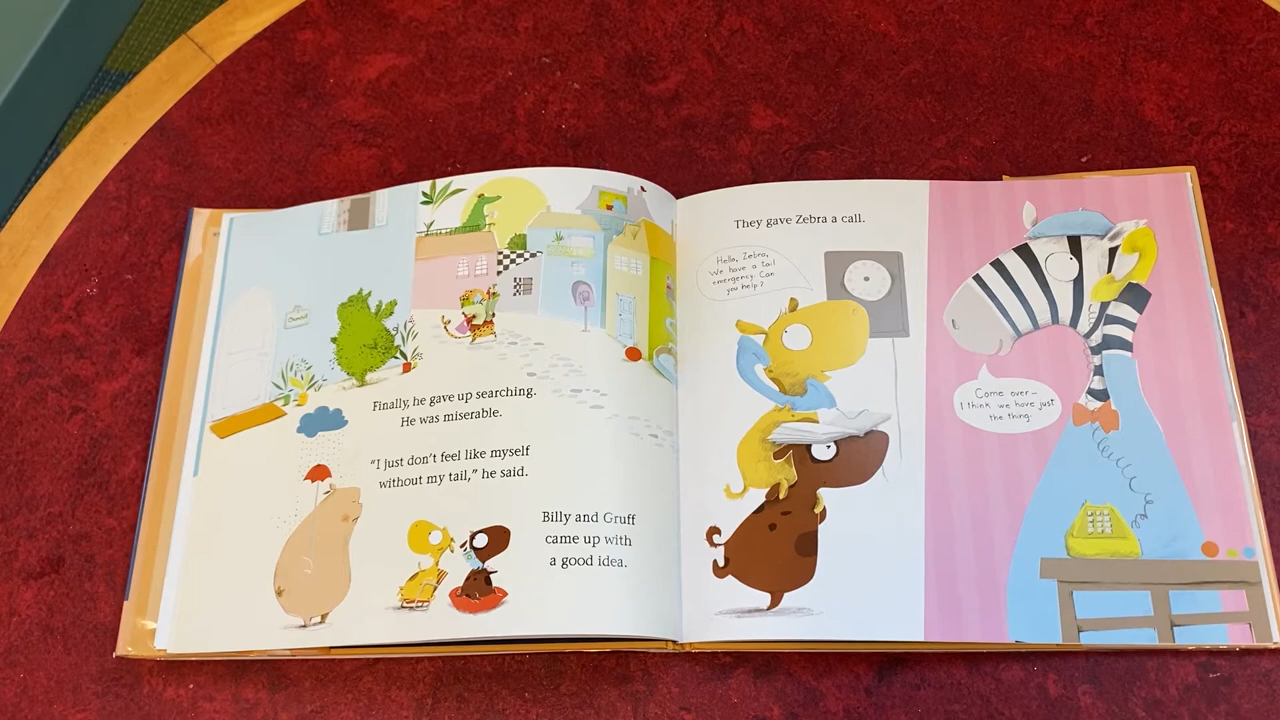 Finally, he gave up searching.
He was miserable.
"I just don't feel like myself
without my tail," he said.
Billy and Gruff
came up with
a good idea.
They gave Zebra a call.
Hello, Zebra.
We have a tail
emergency. Can
you help?
Come over –
I think we have just
the thing.